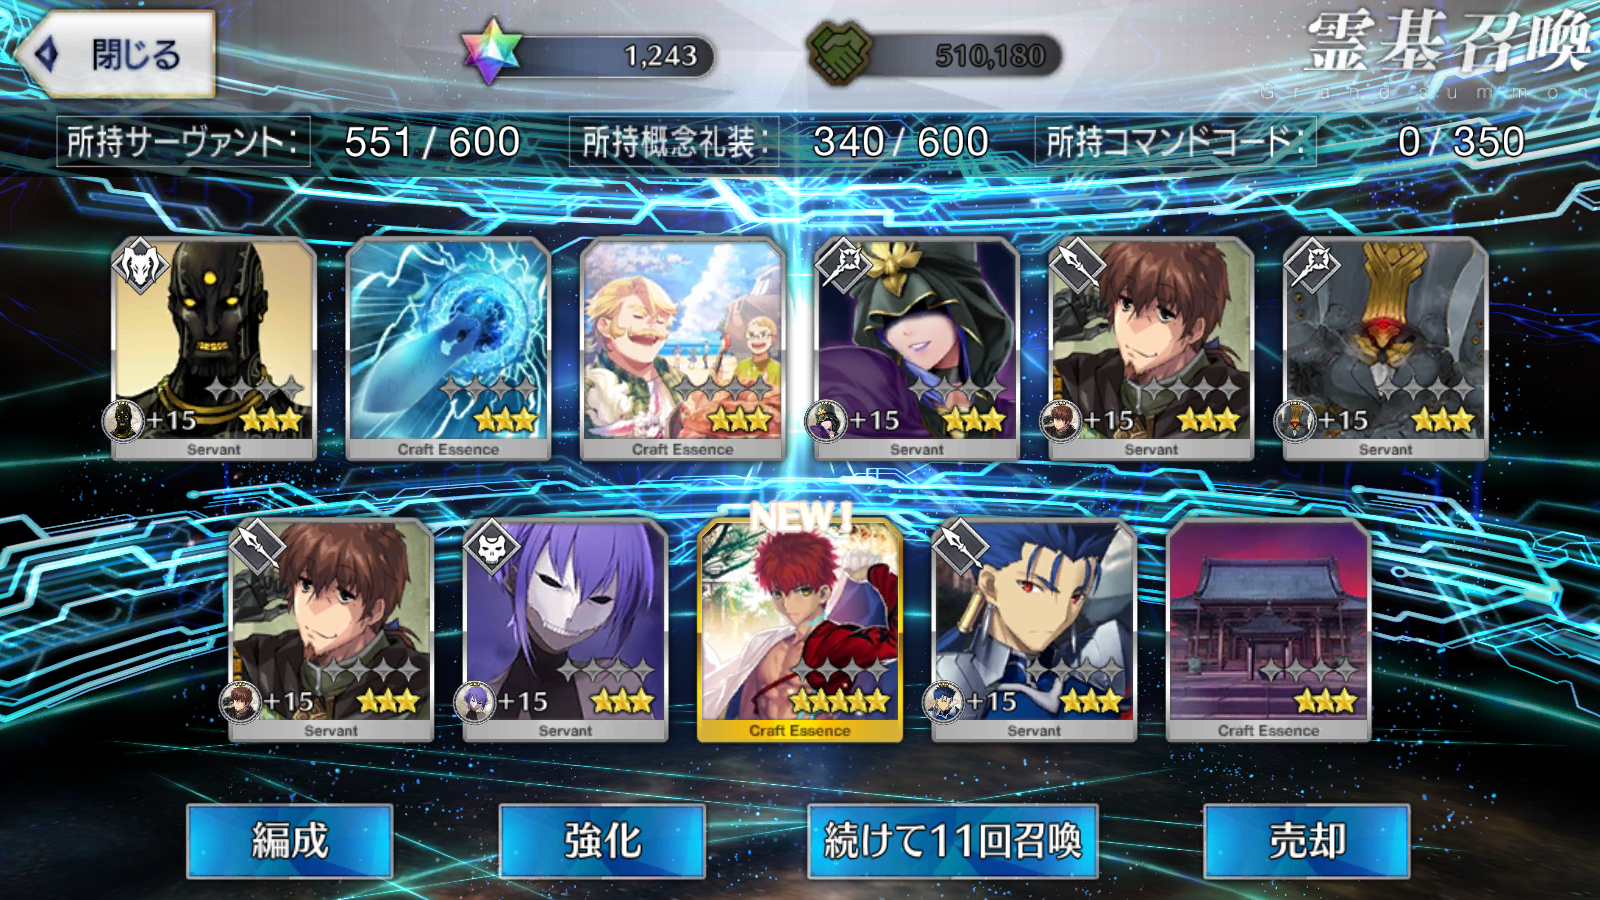 閉じる
1,243
510,180
霊基召喚
Grand summon
所持サーヴァント: 551 / 600
所持概念礼装: 340 / 600
所持コマンドコード: 0 / 350
+15
+15
+15
+15
Servant
Craft Essence
Craft Essence
Servant
Servant
Servant
NEW!
+15
+15
+15
Servant
Servant
Craft Essence
Servant
Craft Essence
編成
強化
続けて11回召喚
売却